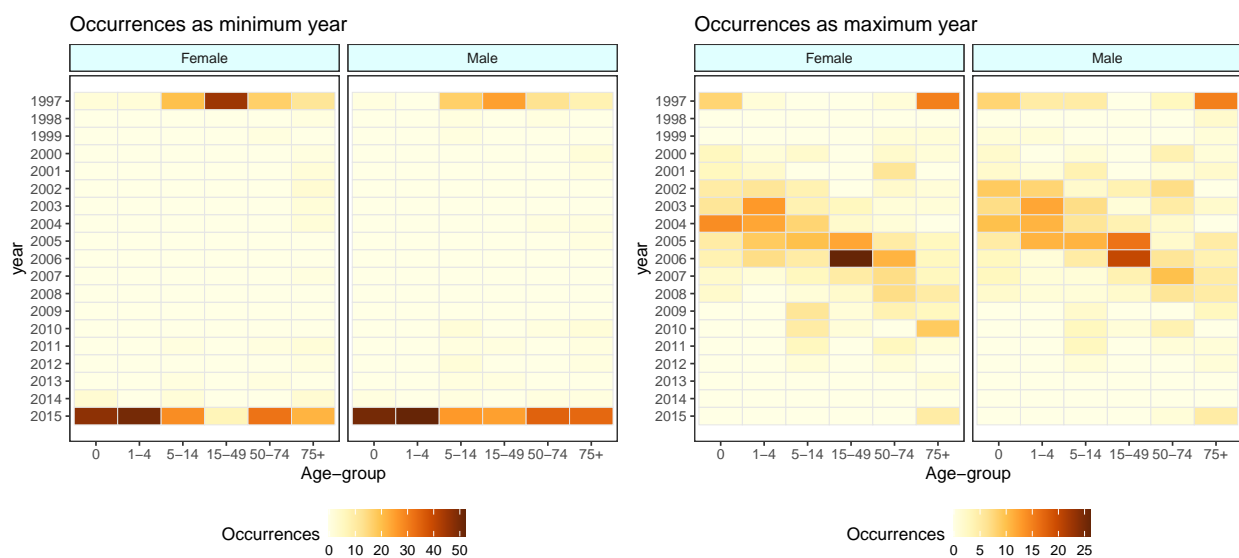 Occurrences as minimum year
Female
Male
year
1997
1998
1999
2000
2001
2002
2003
2004
2005
2006
2007
2008
2009
2010
2011
2012
2013
2014
2015
0 1−4 5−14 15−49 50−74 75+
0 1−4 5−14 15−49 50−74 75+
Age−group
Occurrences
0 10 20 30 40 50
Occurrences as maximum year
Female
Male
year
1997
1998
1999
2000
2001
2002
2003
2004
2005
2006
2007
2008
2009
2010
2011
2012
2013
2014
2015
0 1−4 5−14 15−49 50−74 75+
0 1−4 5−14 15−49 50−74 75+
Age−group
Occurrences
0 5 10 15 20 25